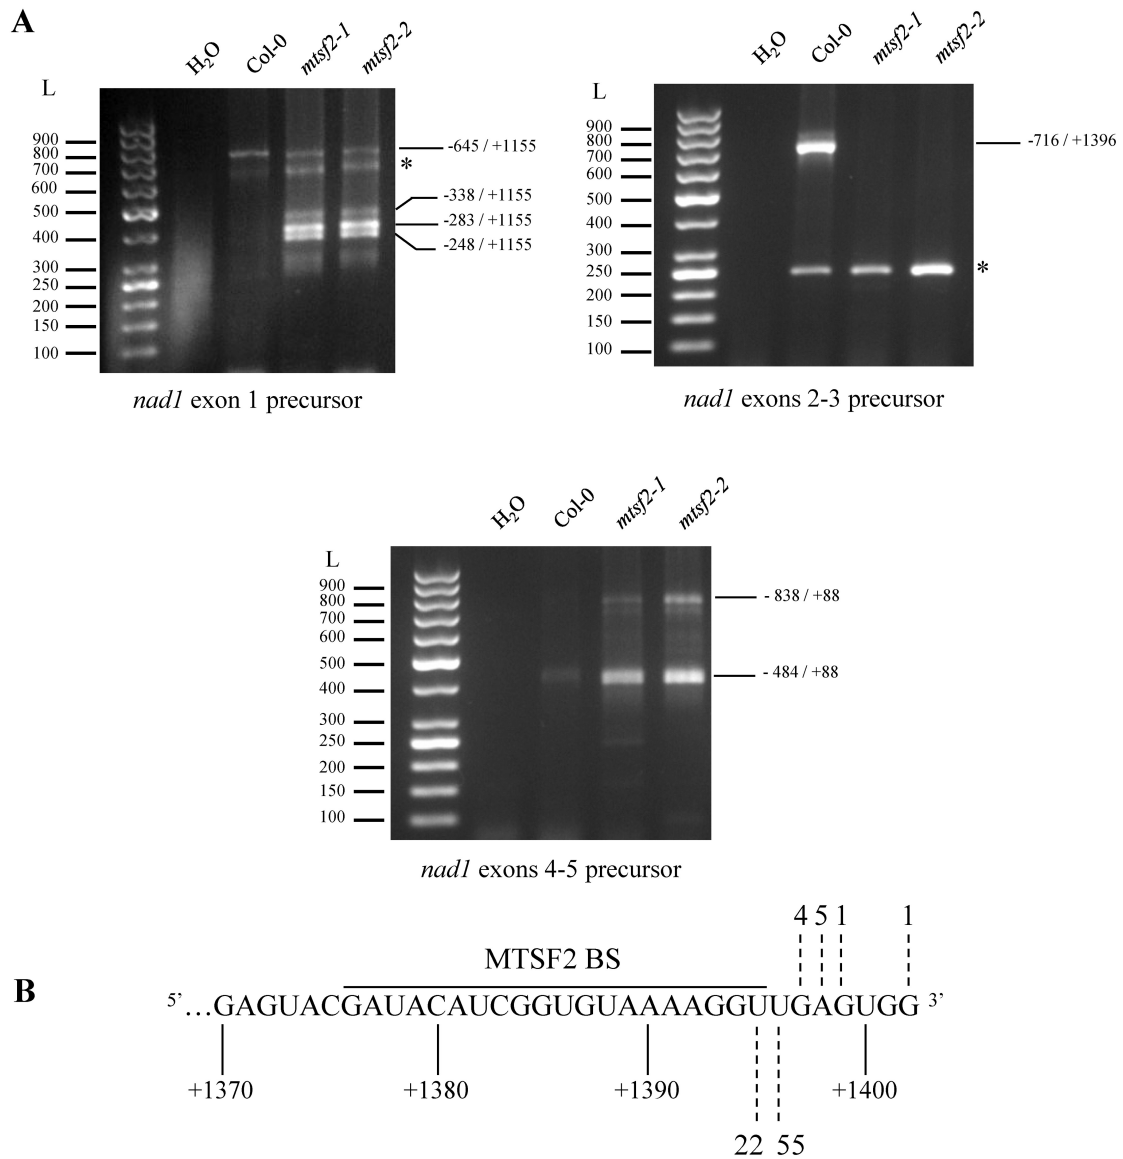 A
H2O Col-0 mtsf2-1 mtsf2-2
L
900
800
700
600
500
400
300
250
200
150
100
-645 / +1155
*
-338 / +1155
-283 / +1155
-248 / +1155
nad1 exon 1 precursor
H2O Col-0 mtsf2-1 mtsf2-2
L
900
800
700
600
500
400
300
250
200
150
100
-716 / +1396
*
nad1 exons 2-3 precursor
H2O Col-0 mtsf2-1 mtsf2-2
L
900
800
700
600
500
400
300
250
200
150
100
- 838 / +88
- 484 / +88
nad1 exons 4-5 precursor
B
4 5 1 1
MTSF2 BS
5’ ...GAGUACGAUACAUCGGUGUAAAAGGUUGAGUGG 3’
+1370 +1380 +1390 +1400
22 55